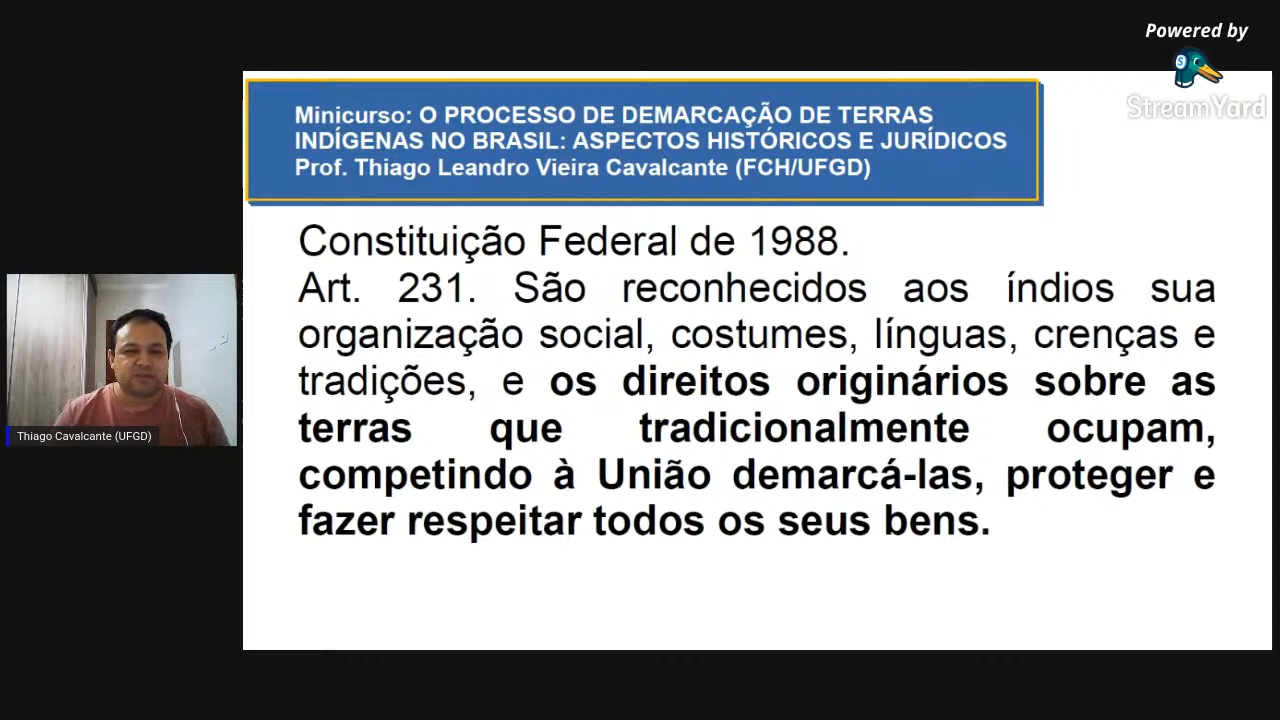 Powered by
StreamYard
Minicurso: O PROCESSO DE DEMARCAÇÃO DE TERRAS
INDÍGENAS NO BRASIL: ASPECTOS HISTÓRICOS E JURÍDICOS
Prof. Thiago Leandro Vieira Cavalcante (FCH/UFGD)
Constituição Federal de 1988.
Art. 231. São reconhecidos aos índios sua
organização social, costumes, línguas, crenças e
tradições, e os direitos originários sobre as
terras que tradicionalmente ocupam,
competindo à União demarcá-las, proteger e
fazer respeitar todos os seus bens.
Thiago Cavalcante (UFGD)